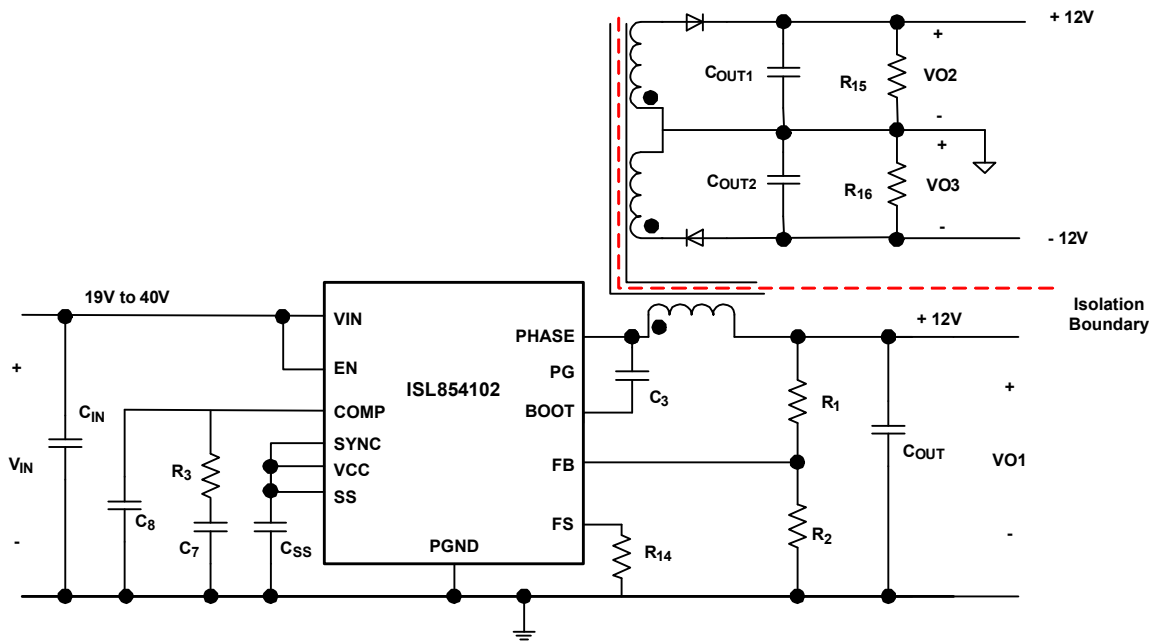 + 12V
+
COUT1
R15
VO2
-
+
COUT2
R16
VO3
-
- 12V
19V to 40V
Isolation
Boundary
+ 12V
VIN
PHASE
EN
PG
ISL854102
+
CIN
COMP
BOOT
C3
R1
+
SYNC
VIN
R3
VCC
FB
COUT
VO1
SS
C8
C7
CSS
FS
R2
-
PGND
R14
-